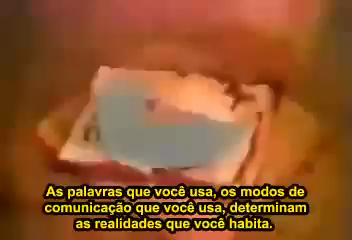 As palavras que você usa, os modos de
comunicação que você usa, determinam
as realidades que você habita.